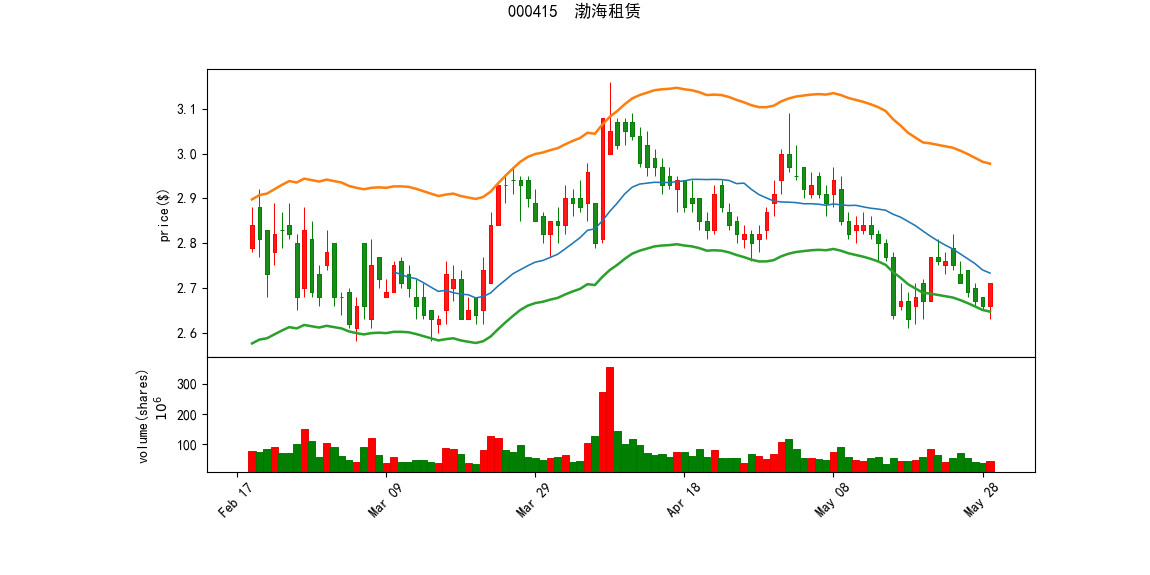 000415 渤海租赁
price($)
3.1
3.0
2.9
2.8
2.7
2.6
volume(shares)
10^6
300
200
100
Feb 17
Mar 09
Mar 29
Apr 18
May 08
May 28